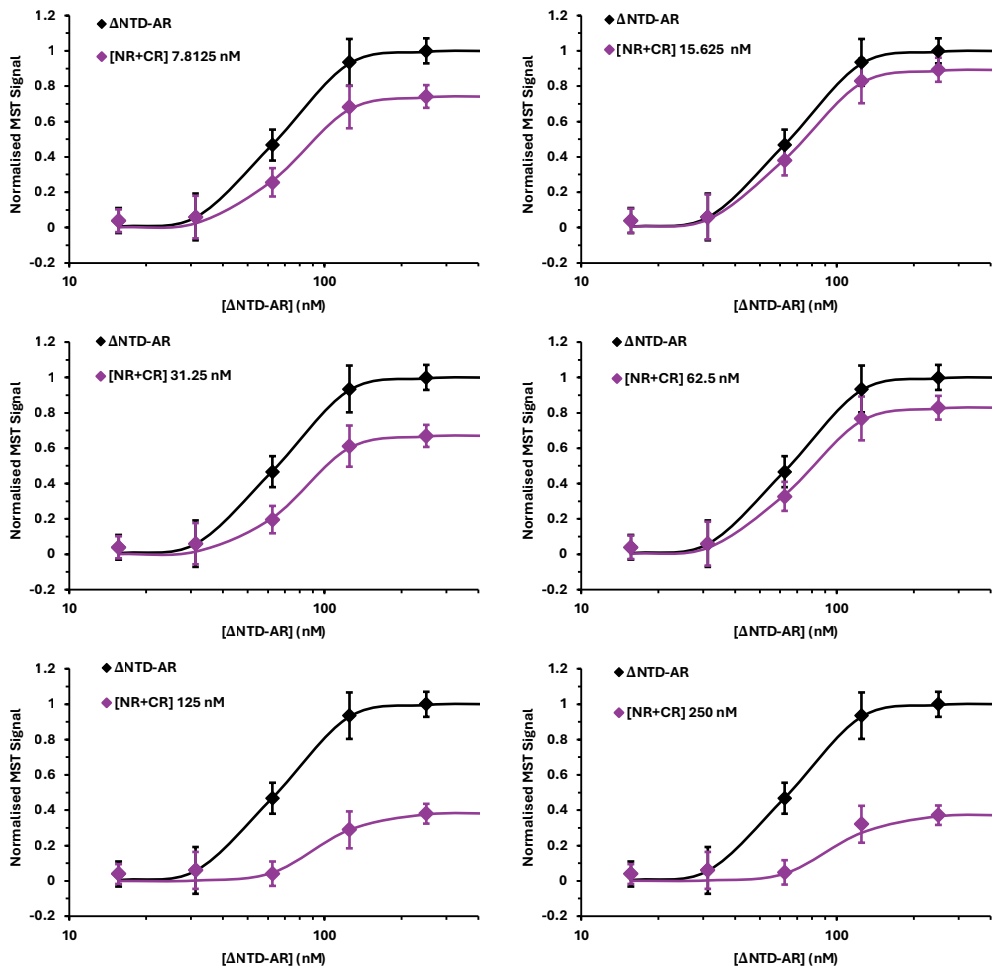 1.2
1
0.8
0.6
0.4
0.2
0
-0.2
10
100
Normalised MST Signal
[ΔNTD-AR] (nM)
ΔNTD-AR
[NR+CR] 7.8125 nM
1.2
1
0.8
0.6
0.4
0.2
0
-0.2
10
100
Normalised MST Signal
[ΔNTD-AR] (nM)
ΔNTD-AR
[NR+CR] 15.625 nM
1.2
1
0.8
0.6
0.4
0.2
0
-0.2
10
100
Normalised MST Signal
[ΔNTD-AR] (nM)
ΔNTD-AR
[NR+CR] 31.25 nM
1.2
1
0.8
0.6
0.4
0.2
0
-0.2
10
100
Normalised MST Signal
[ΔNTD-AR] (nM)
ΔNTD-AR
[NR+CR] 62.5 nM
1.2
1
0.8
0.6
0.4
0.2
0
-0.2
10
100
Normalised MST Signal
[ΔNTD-AR] (nM)
ΔNTD-AR
[NR+CR] 125 nM
1.2
1
0.8
0.6
0.4
0.2
0
-0.2
10
100
Normalised MST Signal
[ΔNTD-AR] (nM)
ΔNTD-AR
[NR+CR] 250 nM